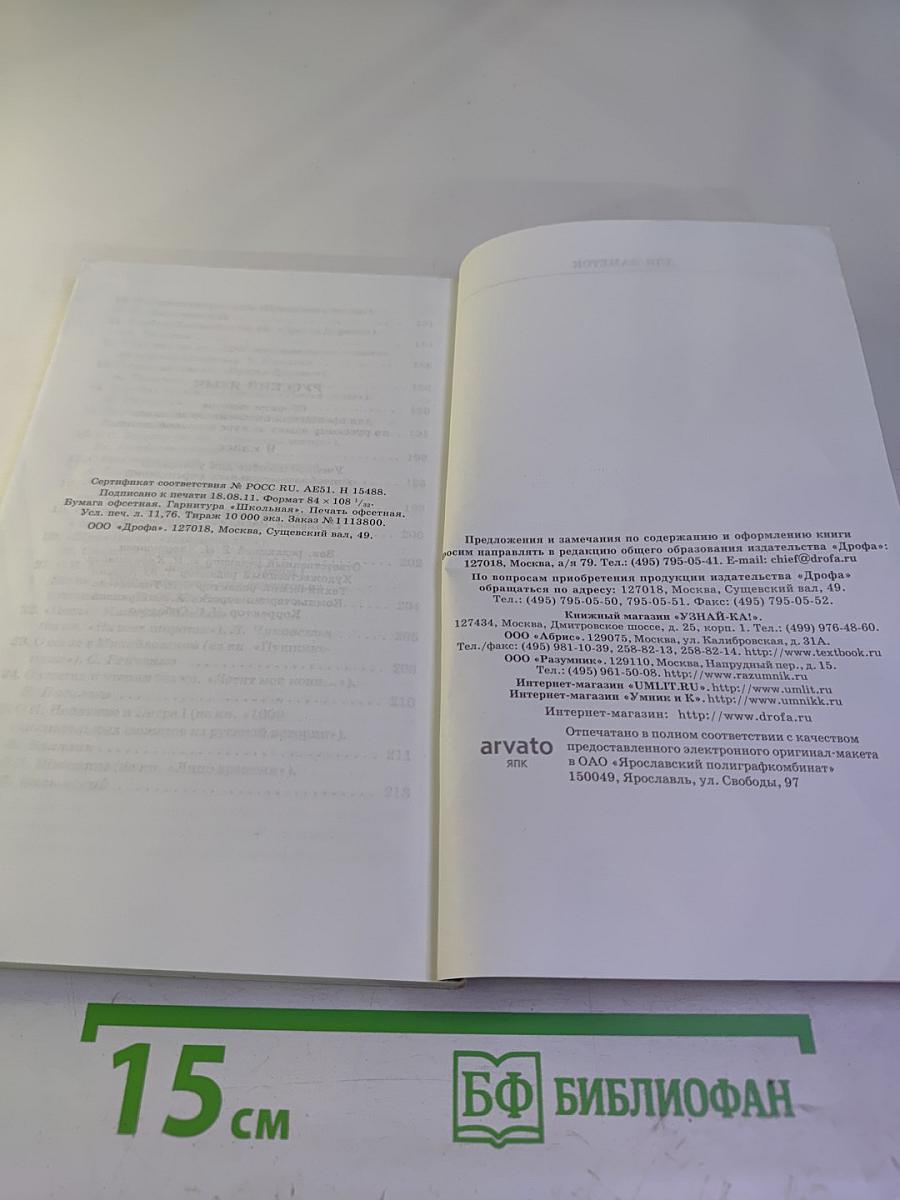 Сертификат соответствия № РОСС RU. АЕ51. Н 15488.
Подписано к печати 18.08.11. Формат 84 × 108 1/32.
Бумага офсетная. Гарнитура «Школьная». Печать офсетная.
Усл. печ. л. 11,76. Тираж 10 000 экз. Заказ № 1113800.
ООО «Дрофа». 127018, Москва, Сущевский вал, 49.
РУССКИЙ ЯЗЫК
9 класс
ДЛЯ ЗАМЕТОК
Предложения и замечания по содержанию и оформлению книги
росим направлять в редакцию общего образования издательства «Дрофа»:
127018, Москва, а/я 79. Тел.: (495) 795-05-41. E-mail: chief@drofa.ru
По вопросам приобретения продукции издательства «Дрофа»
обращаться по адресу: 127018, Москва, Сущевский вал, 49.
Тел.: (495) 795-05-50, 795-05-51. Факс: (495) 795-05-52.
Книжный магазин «УЗНАЙ-КА!».
127434, Москва, Дмитровское шоссе, д. 25, корп. 1. Тел.: (499) 976-48-60.
ООО «Абрис». 129075, Москва, ул. Калибровская, д. 31А.
Тел./факс: (495) 981-10-39, 258-82-13, 258-82-14. http://www.textbook.ru
ООО «Разумник». 129110, Москва, Напрудный пер., д. 15.
Тел.: (495) 961-50-08. http://www.razumnik.ru
Интернет-магазин «UMLIT.RU». http://www.umlit.ru
Интернет-магазин «Умник и К». http://www.umnikk.ru
Интернет-магазин: http://www.drofa.ru
arvato
ЯПК
Отпечатано в полном соответствии с качеством
предоставленного электронного оригинал-макета
в ОАО «Ярославский полиграфкомбинат»
150049, Ярославль, ул. Свободы, 97
15 см
БФ БИБЛИОФАН